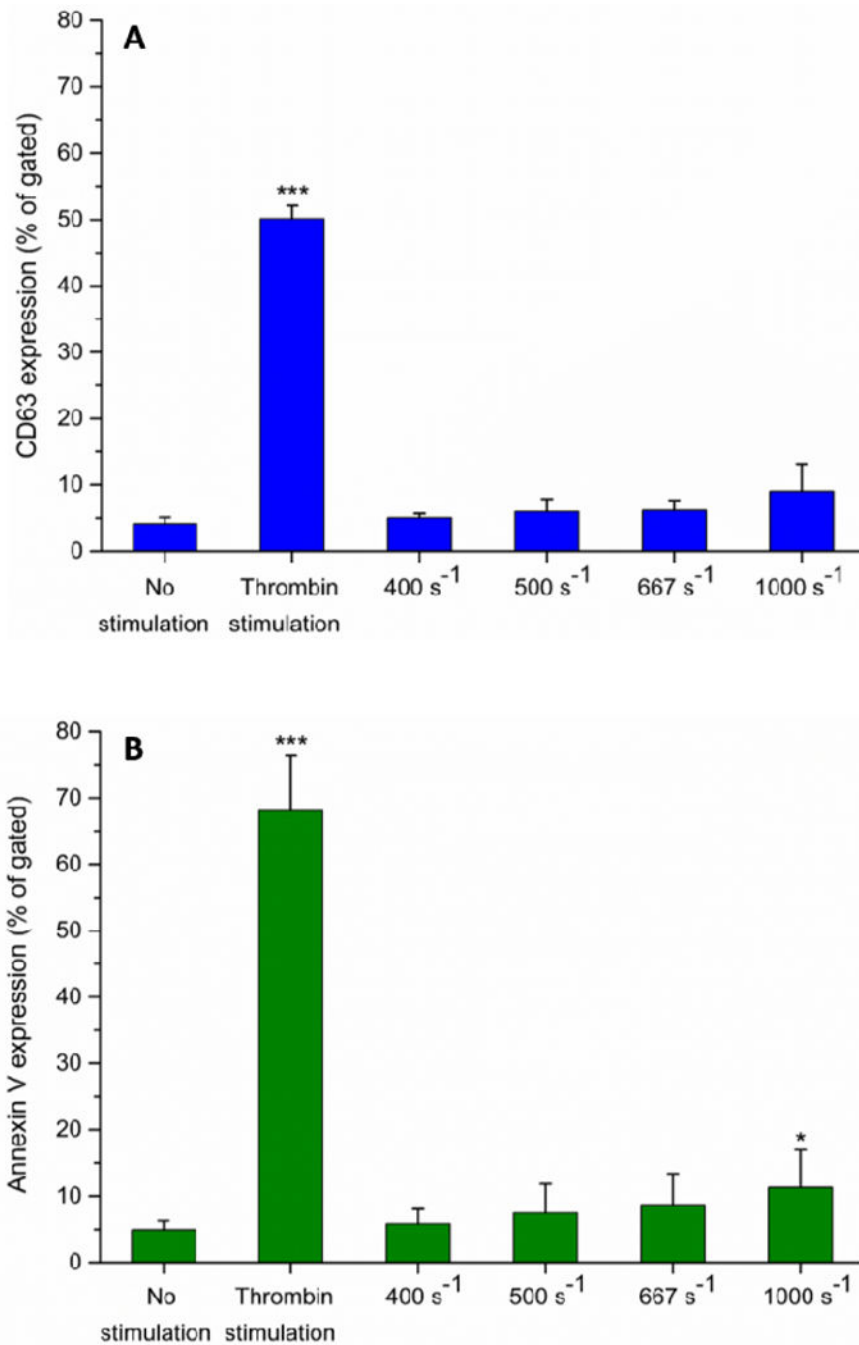 A
CD63 expression (% of gated)
80
70
60
50
40
30
20
10
0
***
No
stimulation
Thrombin
stimulation
400 s⁻¹
500 s⁻¹
667 s⁻¹
1000 s⁻¹
B
Annexin V expression (% of gated)
80
70
60
50
40
30
20
10
0
***
*
No
stimulation
Thrombin
stimulation
400 s⁻¹
500 s⁻¹
667 s⁻¹
1000 s⁻¹